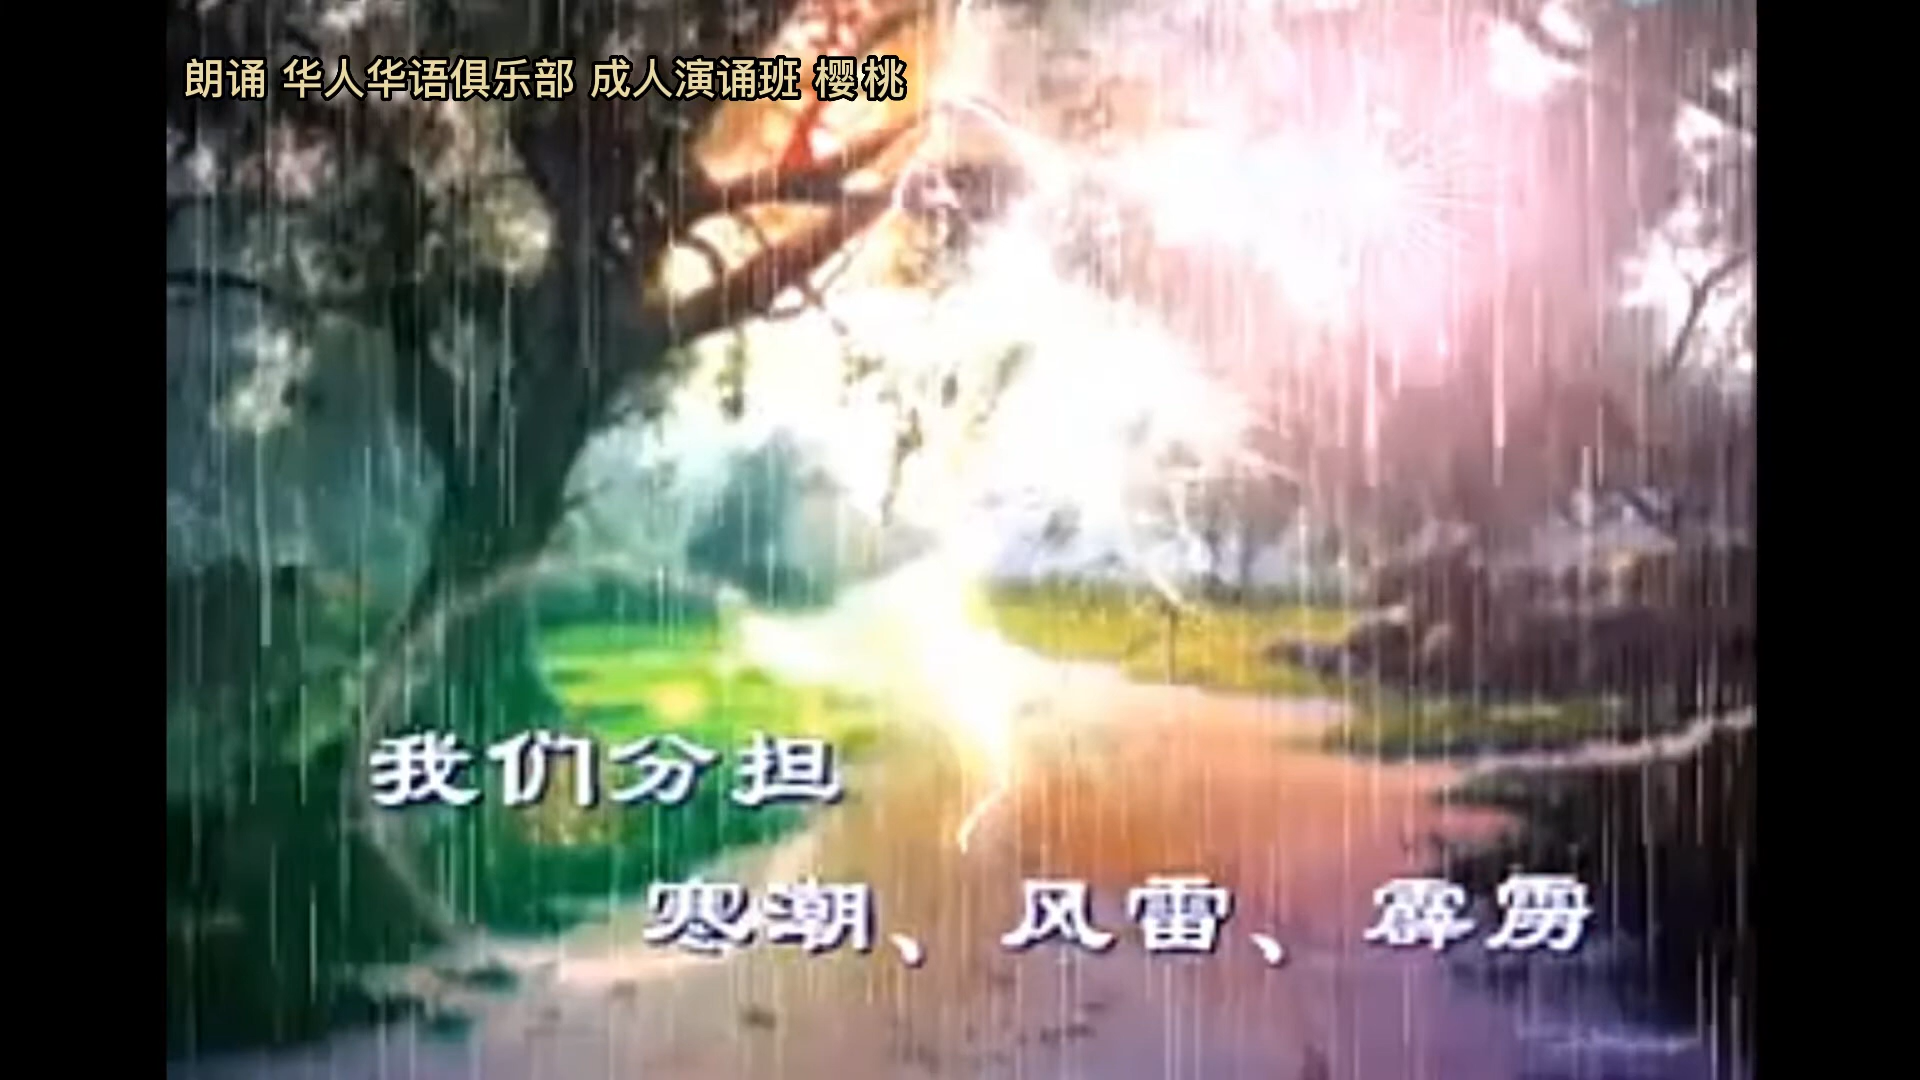 朗诵 华人华语俱乐部 成人演诵班 樱桃
我们分担
寒潮、风雷、霹雳